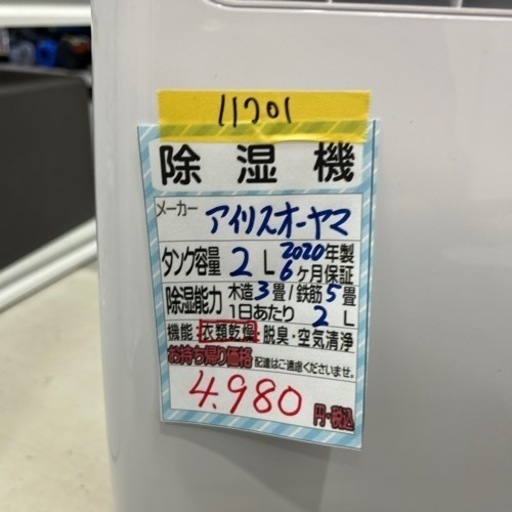 11201
除湿機
メーカー アイリスオーヤマ
タンク容量 2L 2020年製
6ヶ月保証
除湿能力 木造3畳/鉄筋5畳
1日あたり 2L
機能:衣類乾燥・脱臭・空気清浄
お持ち帰り価格 配達はご遠慮くださいませ。
4.980 円・税込